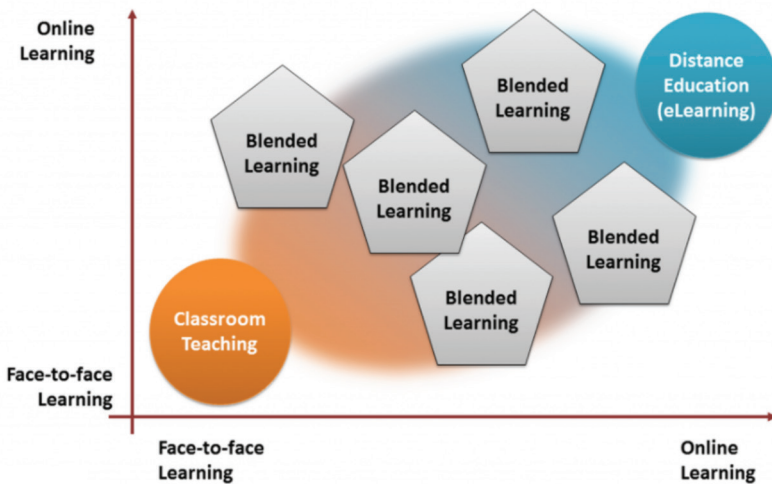 Online
Learning
Distance
Education
(eLearning)
Blended
Learning
Blended
Learning
Blended
Learning
Blended
Learning
Blended
Learning
Classroom
Teaching
Face-to-face
Learning
Face-to-face
Learning
Online
Learning